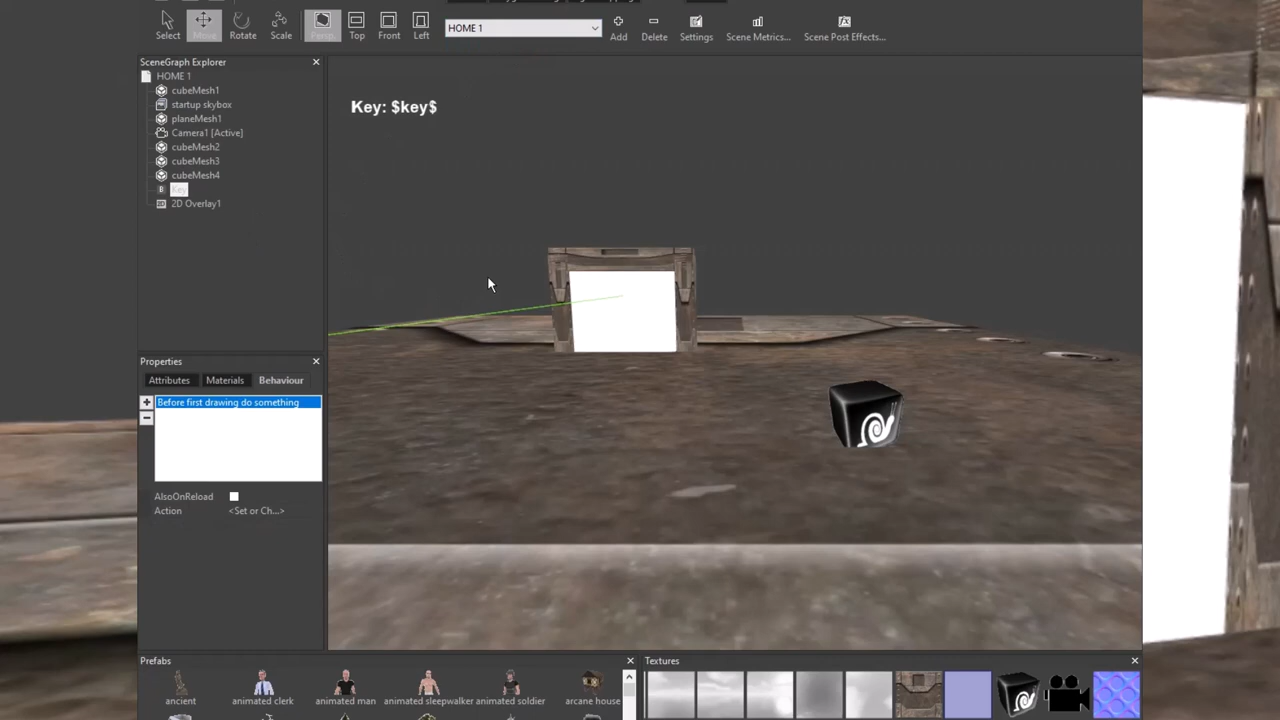 Select Move Rotate Scale Persp. Top Front Left HOME 1 Add Delete Settings Scene Metrics... Scene Post Effects...
SceneGraph Explorer
HOME 1
cubeMesh1
startup skybox
planeMesh1
Camera1 [Active]
cubeMesh2
cubeMesh3
cubeMesh4
Key
2D Overlay1
Key: $key$
Properties
Attributes Materials Behaviour
Before first drawing do something
AlsoOnReload
Action <Set or Ch...>
Prefabs
ancient animated clerk animated man animated sleepwalker animated soldier arcane house
Textures